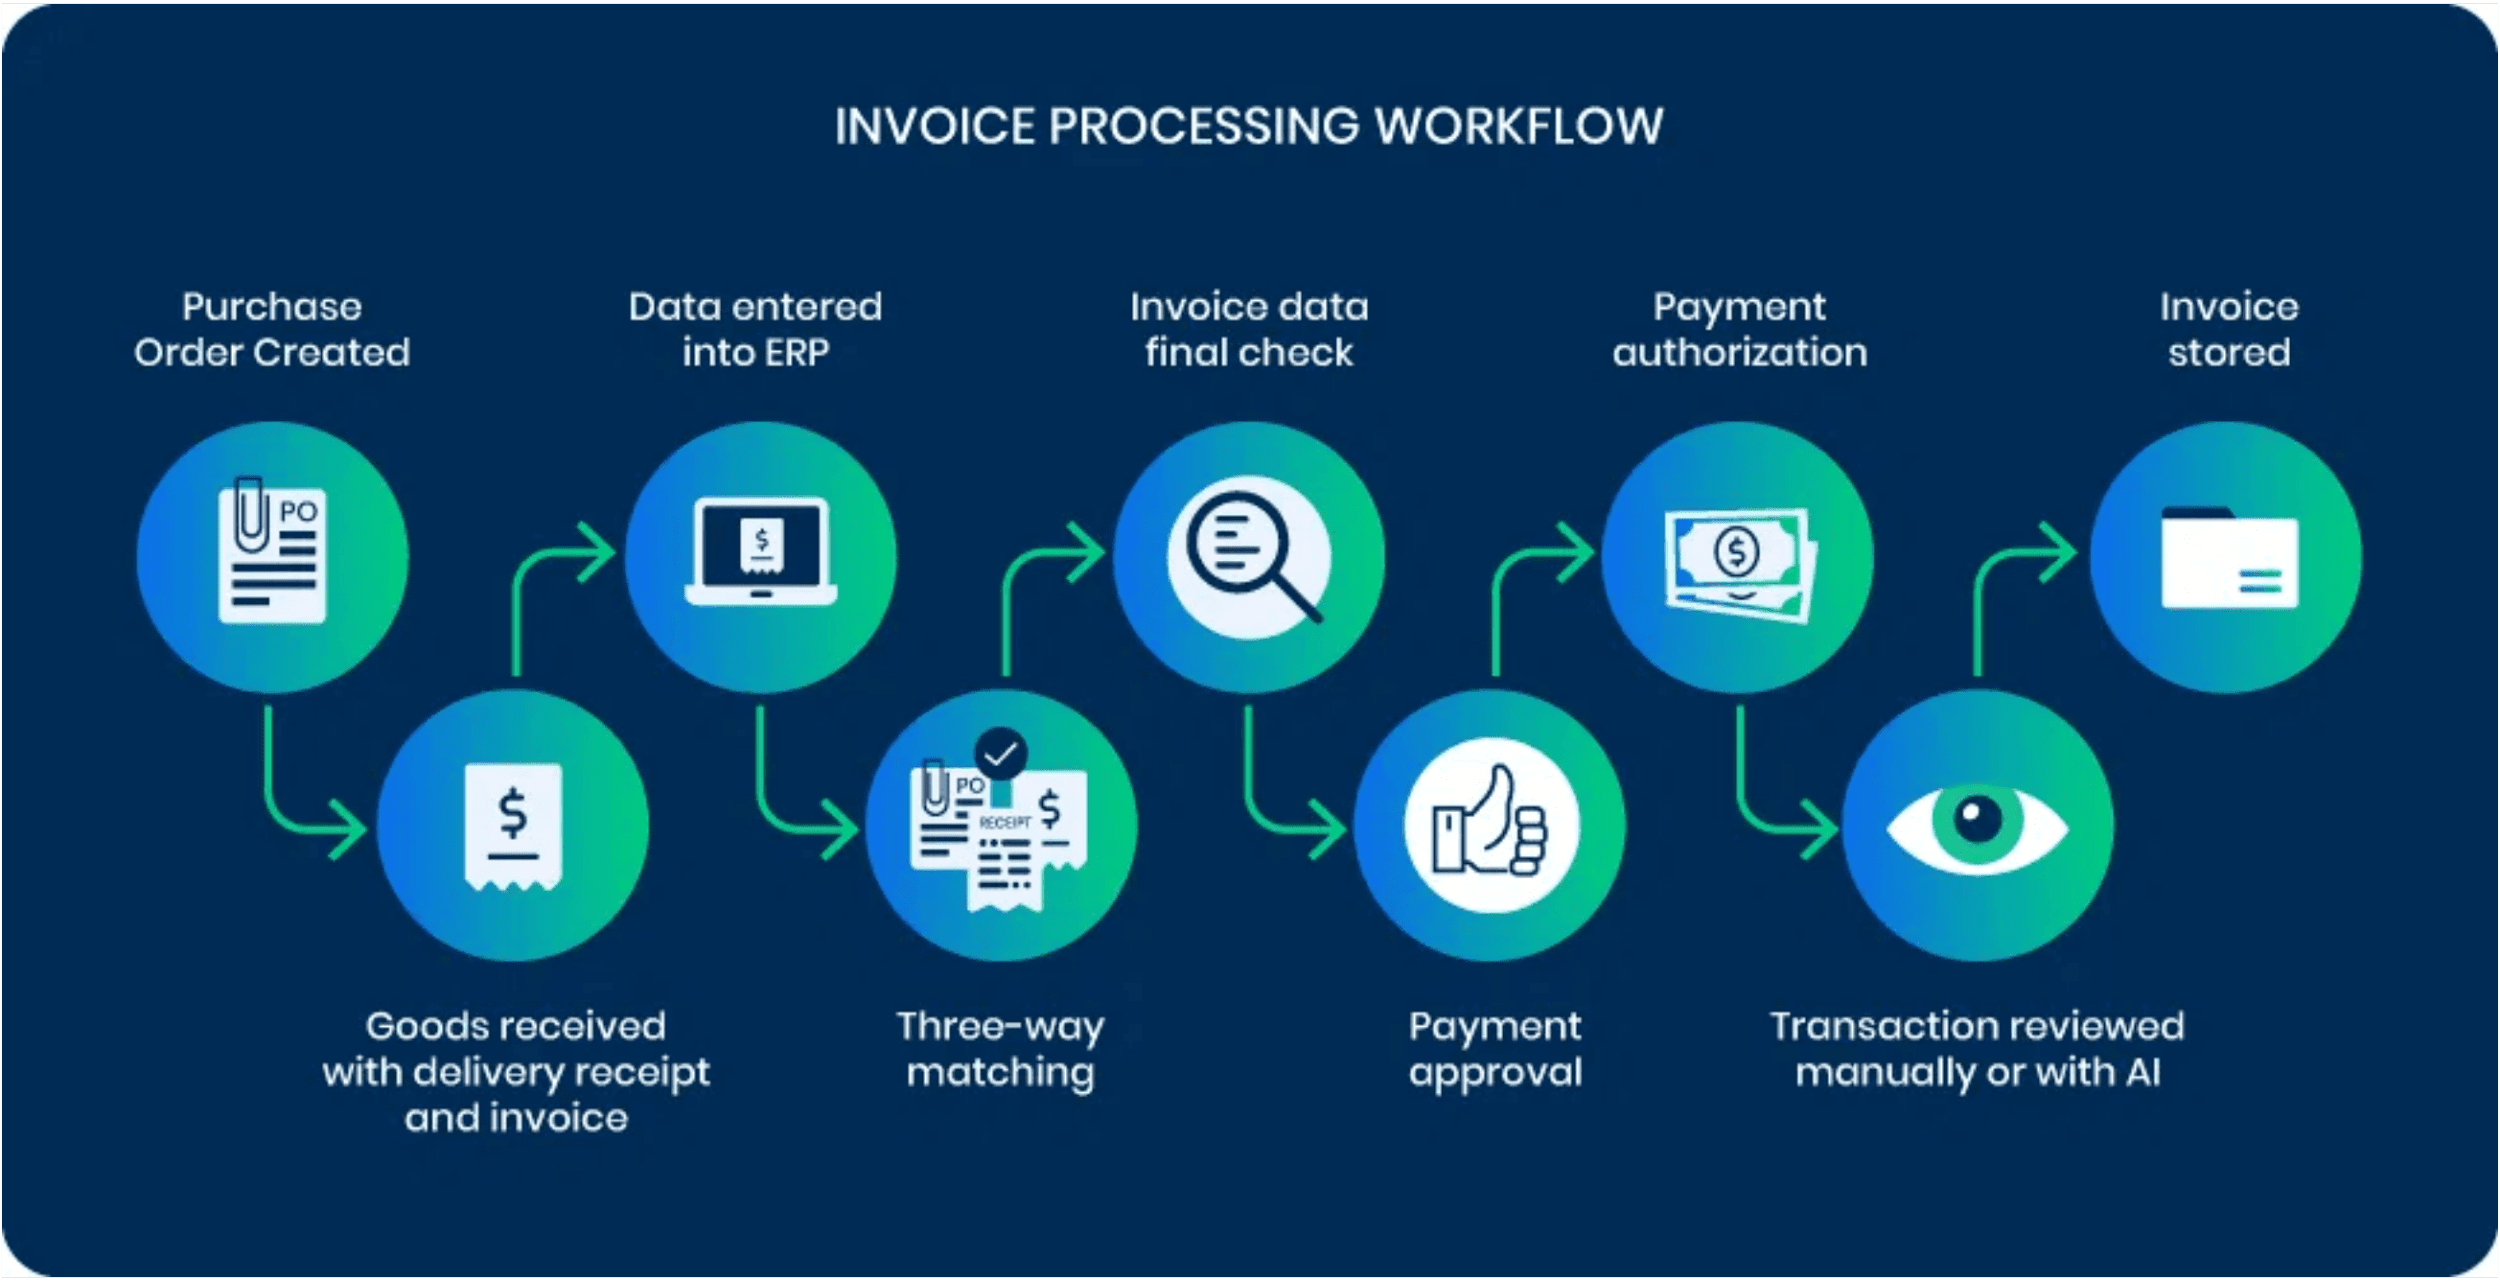 INVOICE PROCESSING WORKFLOW
Purchase
Order Created
PO
Goods received
with delivery receipt
and invoice
$
Data entered
into ERP
$
Three-way
matching
PO
RECEIPT
$
Invoice data
final check
Payment
approval
Payment
authorization
$
Transaction reviewed
manually or with AI
Invoice
stored